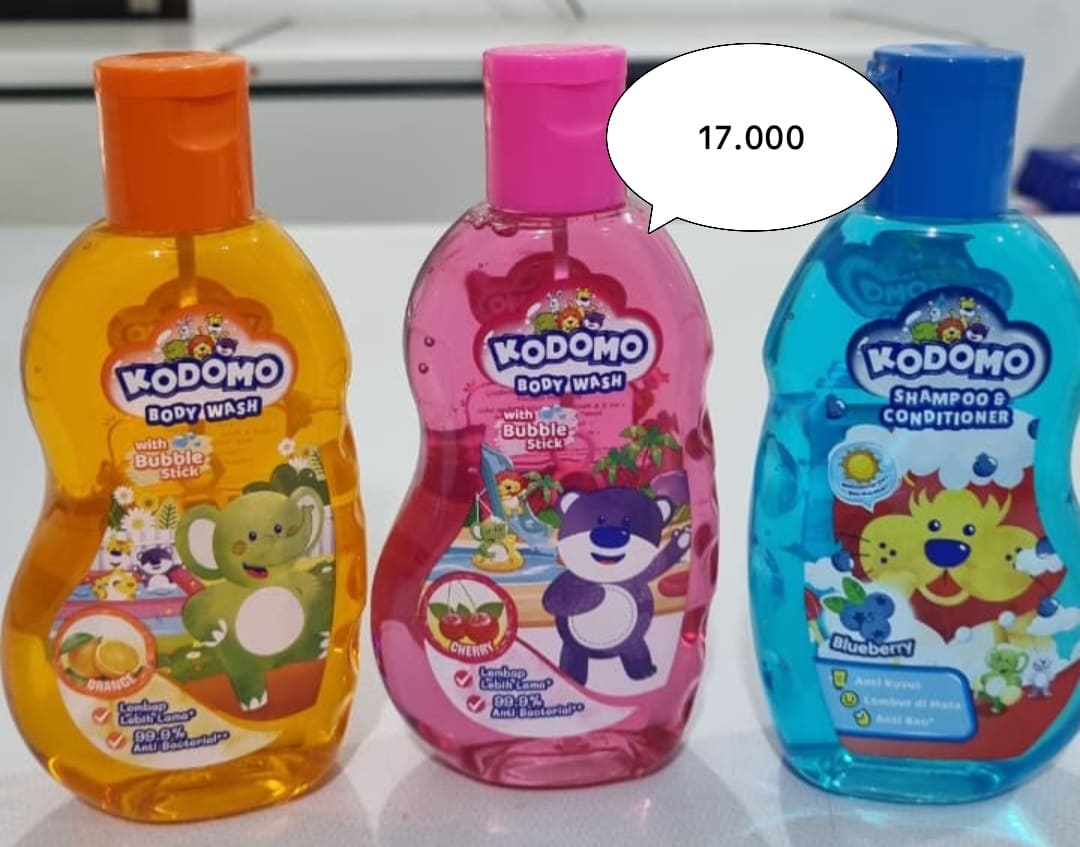 17.000
KODOMO
BODY WASH
with
Bubble
Stick
ORANGE
Lembap
Lebih Lama*
99.9%
Anti Bacterial**
KODOMO
BODY WASH
with
Bubble
Stick
CHERRY
Lembap
Lebih Lama*
99.9%
Anti Bacterial**
KODOMO
SHAMPOO &
CONDITIONER
Blueberry
Anti Kusut
Lembut di Mata
Anti Bau*